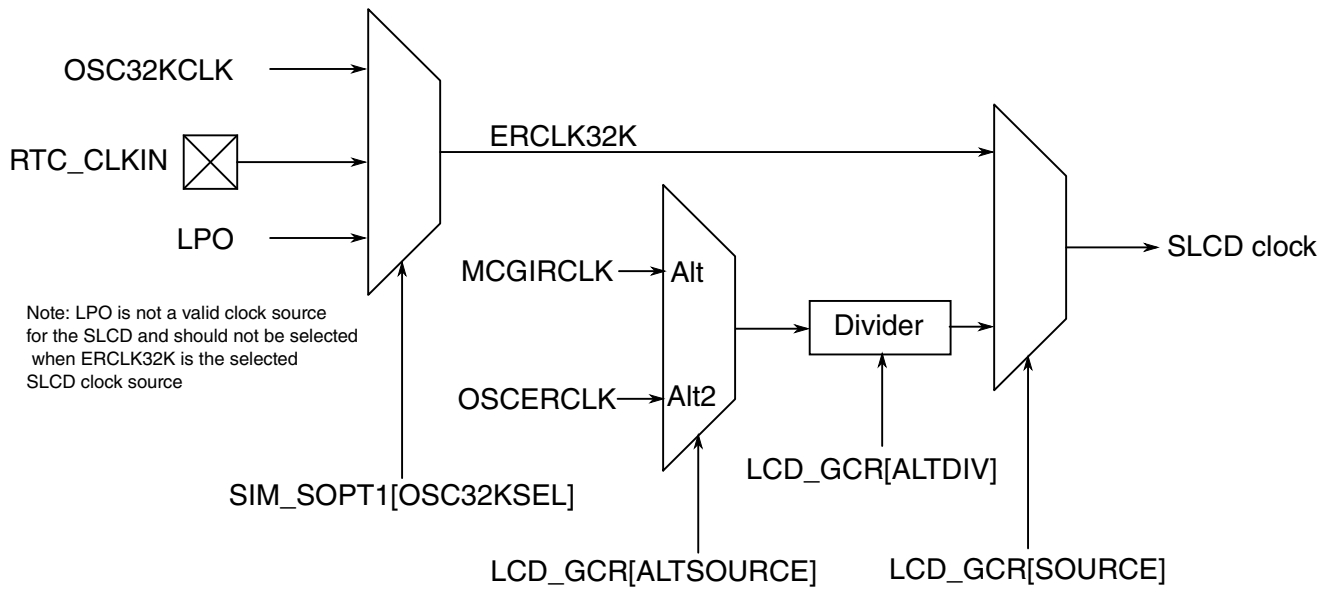 OSC32KCLK
RTC_CLKIN
LPO
ERCLK32K
MCGIRCLK
Alt
OSCERCLK
Alt2
Divider
SLCD clock
Note: LPO is not a valid clock source
for the SLCD and should not be selected
when ERCLK32K is the selected
SLCD clock source
SIM_SOPT1[OSC32KSEL]
LCD_GCR[ALTDIV]
LCD_GCR[ALTSOURCE]
LCD_GCR[SOURCE]